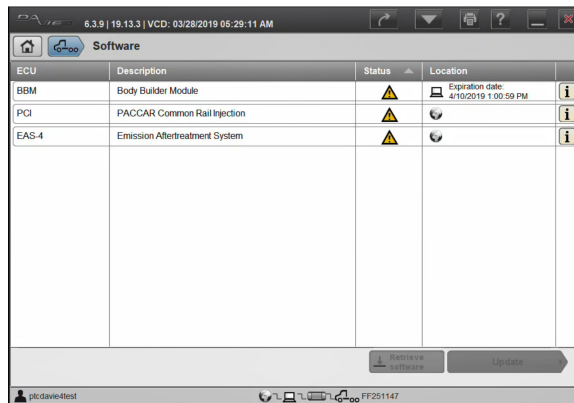 DAVIE 6.3.9 | 19.13.3 | VCD: 03/28/2019 05:29:11 AM
?
Software
ECU Description Status Location
BBM Body Builder Module Expiration date: 4/10/2019 1:00:59 PM i
PCI PACCAR Common Rail Injection i
EAS-4 Emission Aftertreatment System i
Retrieve software Update
ptcdavie4test FF251147